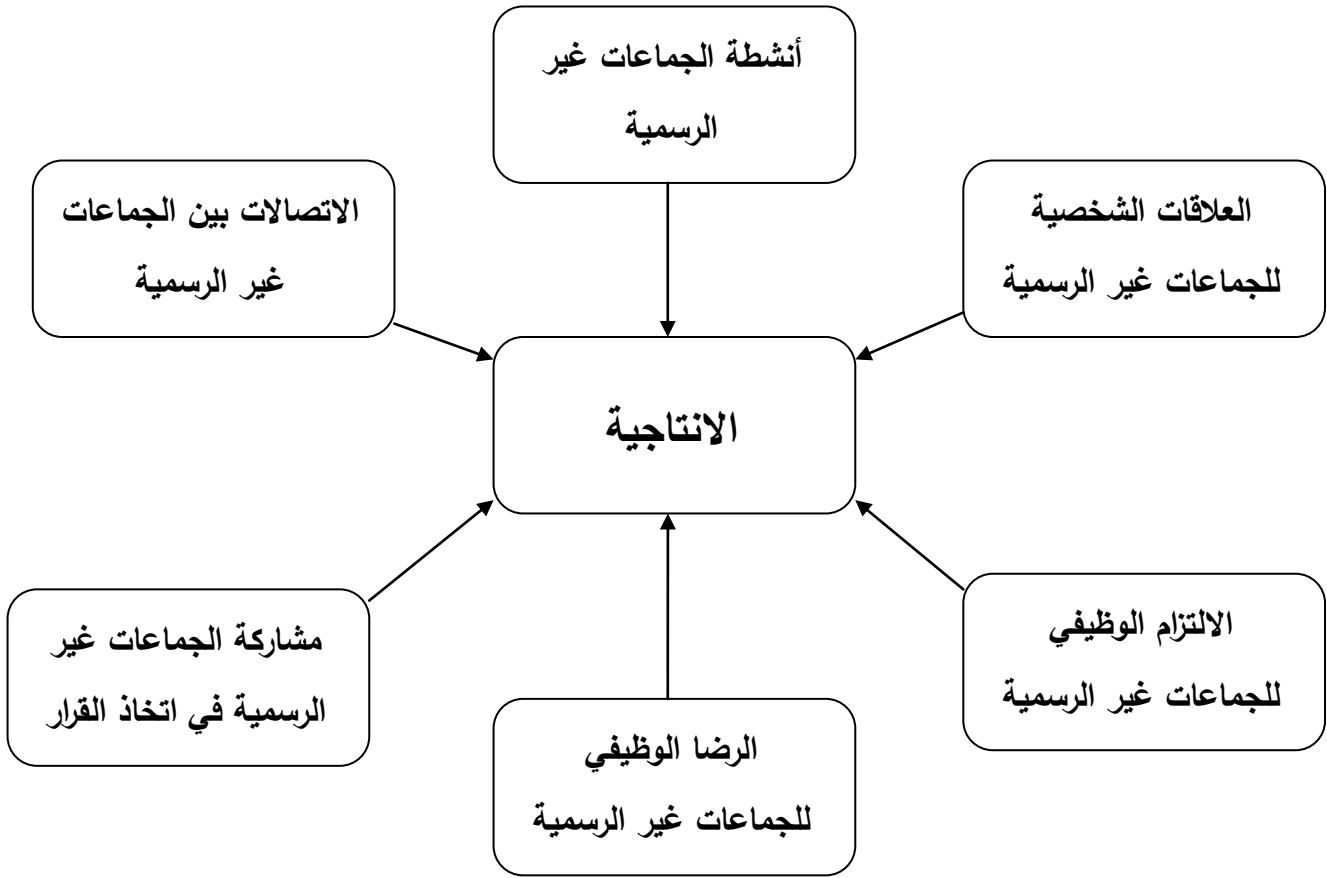 أنشطة الجماعات غير
الرسمية
العلاقات الشخصية
للجماعات غير الرسمية
الاتصالات بين الجماعات
غير الرسمية
الانتاجية
الالتزام الوظيفي
للجماعات غير الرسمية
مشاركة الجماعات غير
الرسمية في اتخاذ القرار
الرضا الوظيفي
للجماعات غير الرسمية